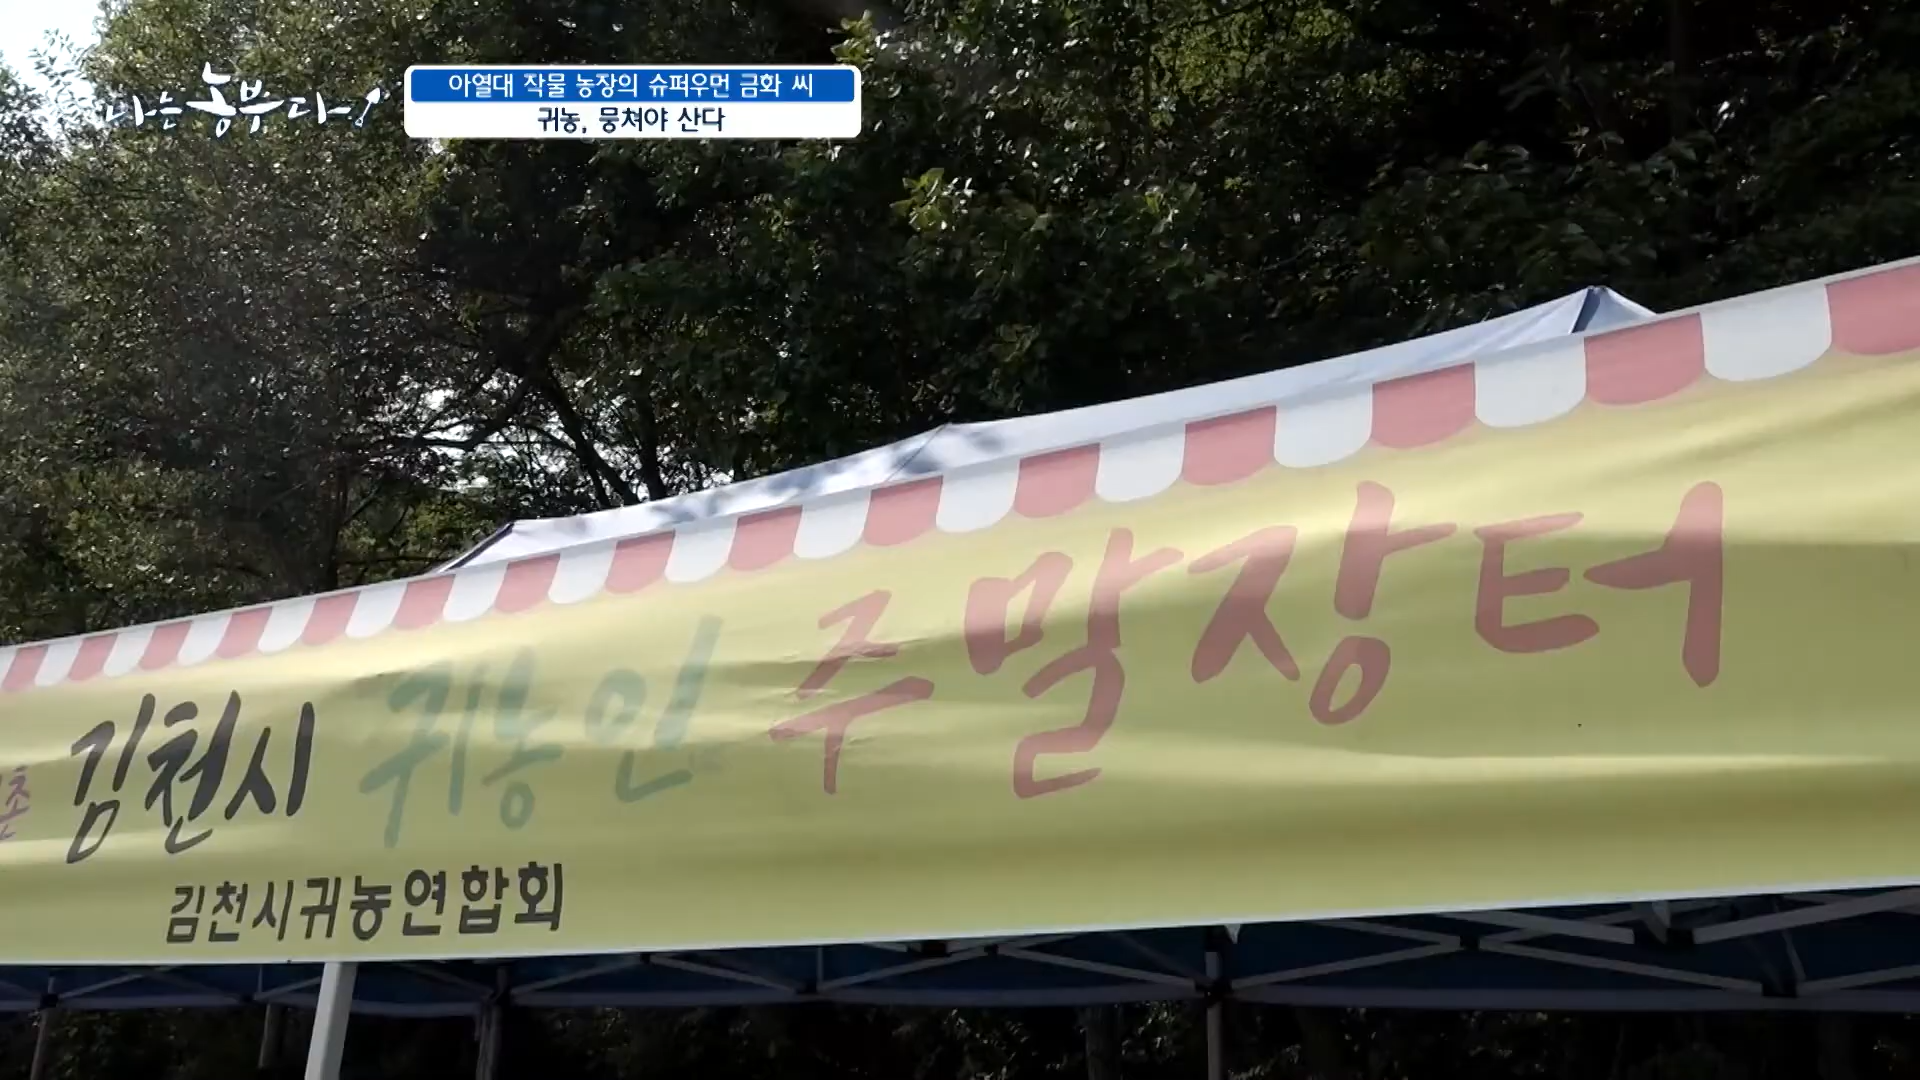 나는 농부다!
아열대 작물 농장의 슈퍼우먼 금화 씨
귀농, 뭉쳐야 산다
촌 김천시 귀농인 주말장터
김천시귀농연합회